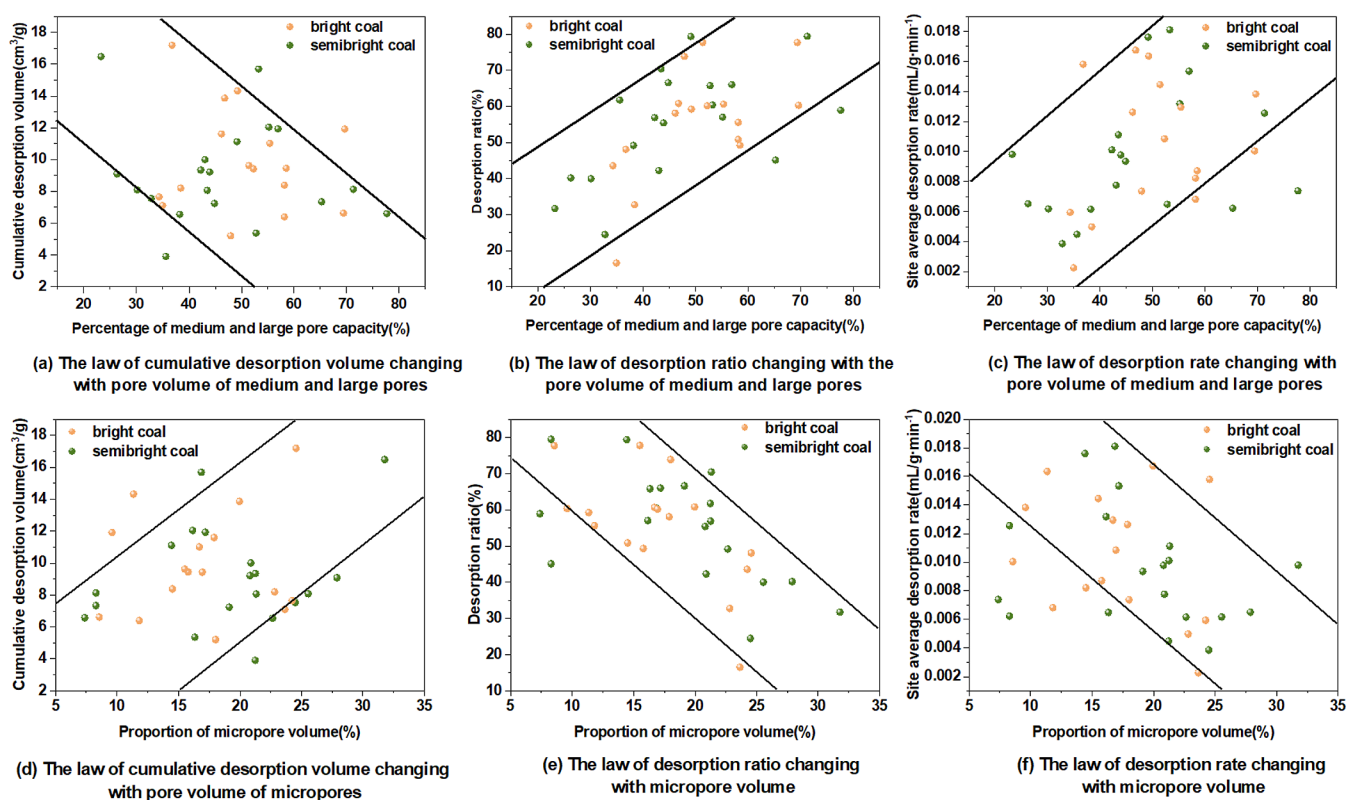 (a)
18
16
14
12
10
8
6
4
2
Cumulative desorption volume(cm³/g)
bright coal
semibright coal
20 30 40 50 60 70 80
Percentage of medium and large pore capacity(%)
(a) The law of cumulative desorption volume changing
with pore volume of medium and large pores
80
70
60
50
40
30
20
10
Desorption ratio(%)
bright coal
semibright coal
20 30 40 50 60 70 80
Percentage of medium and large pore capacity(%)
(b) The law of desorption ratio changing with the
pore volume of medium and large pores
0.018
0.016
0.014
0.012
0.010
0.008
0.006
0.004
0.002
Site average desorption rate(mL/g·min⁻¹)
bright coal
semibright coal
20 30 40 50 60 70 80
Percentage of medium and large pore capacity(%)
(c) The law of desorption rate changing with
pore volume of medium and large pores
18
16
14
12
10
8
6
4
2
Cumulative desorption volume(cm³/g)
bright coal
semibright coal
5 10 15 20 25 30 35
Proportion of micropore volume(%)
(d) The law of cumulative desorption volume changing
with pore volume of micropores
80
70
60
50
40
30
20
10
Desorption ratio(%)
bright coal
semibright coal
5 10 15 20 25 30 35
Proportion of micropore volume(%)
(e) The law of desorption ratio changing
with micropore volume
0.020
0.018
0.016
0.014
0.012
0.010
0.008
0.006
0.004
0.002
Site average desorption rate(mL/g·min⁻¹)
bright coal
semibright coal
5 10 15 20 25 30 35
Proportion of micropore volume(%)
(f) The law of desorption rate changing
with micropore volume